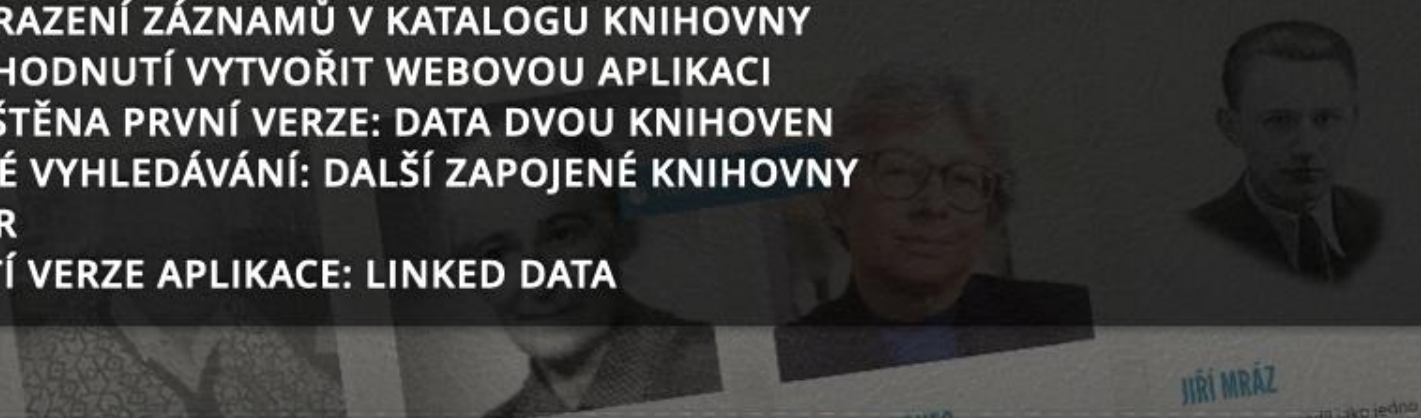 RAZENÍ ZÁZNAMŮ V KATALOGU KNIHOVNY
HODNUTÍ VYTVOŘIT WEBOVOU APLIKACI
ŠTĚNA PRVNÍ VERZE: DATA DVOU KNIHOVEN
É VYHLEDÁVÁNÍ: DALŠÍ ZAPOJENÉ KNIHOVNY
R
TÍ VERZE APLIKACE: LINKED DATA
JIŘÍ MRÁZ